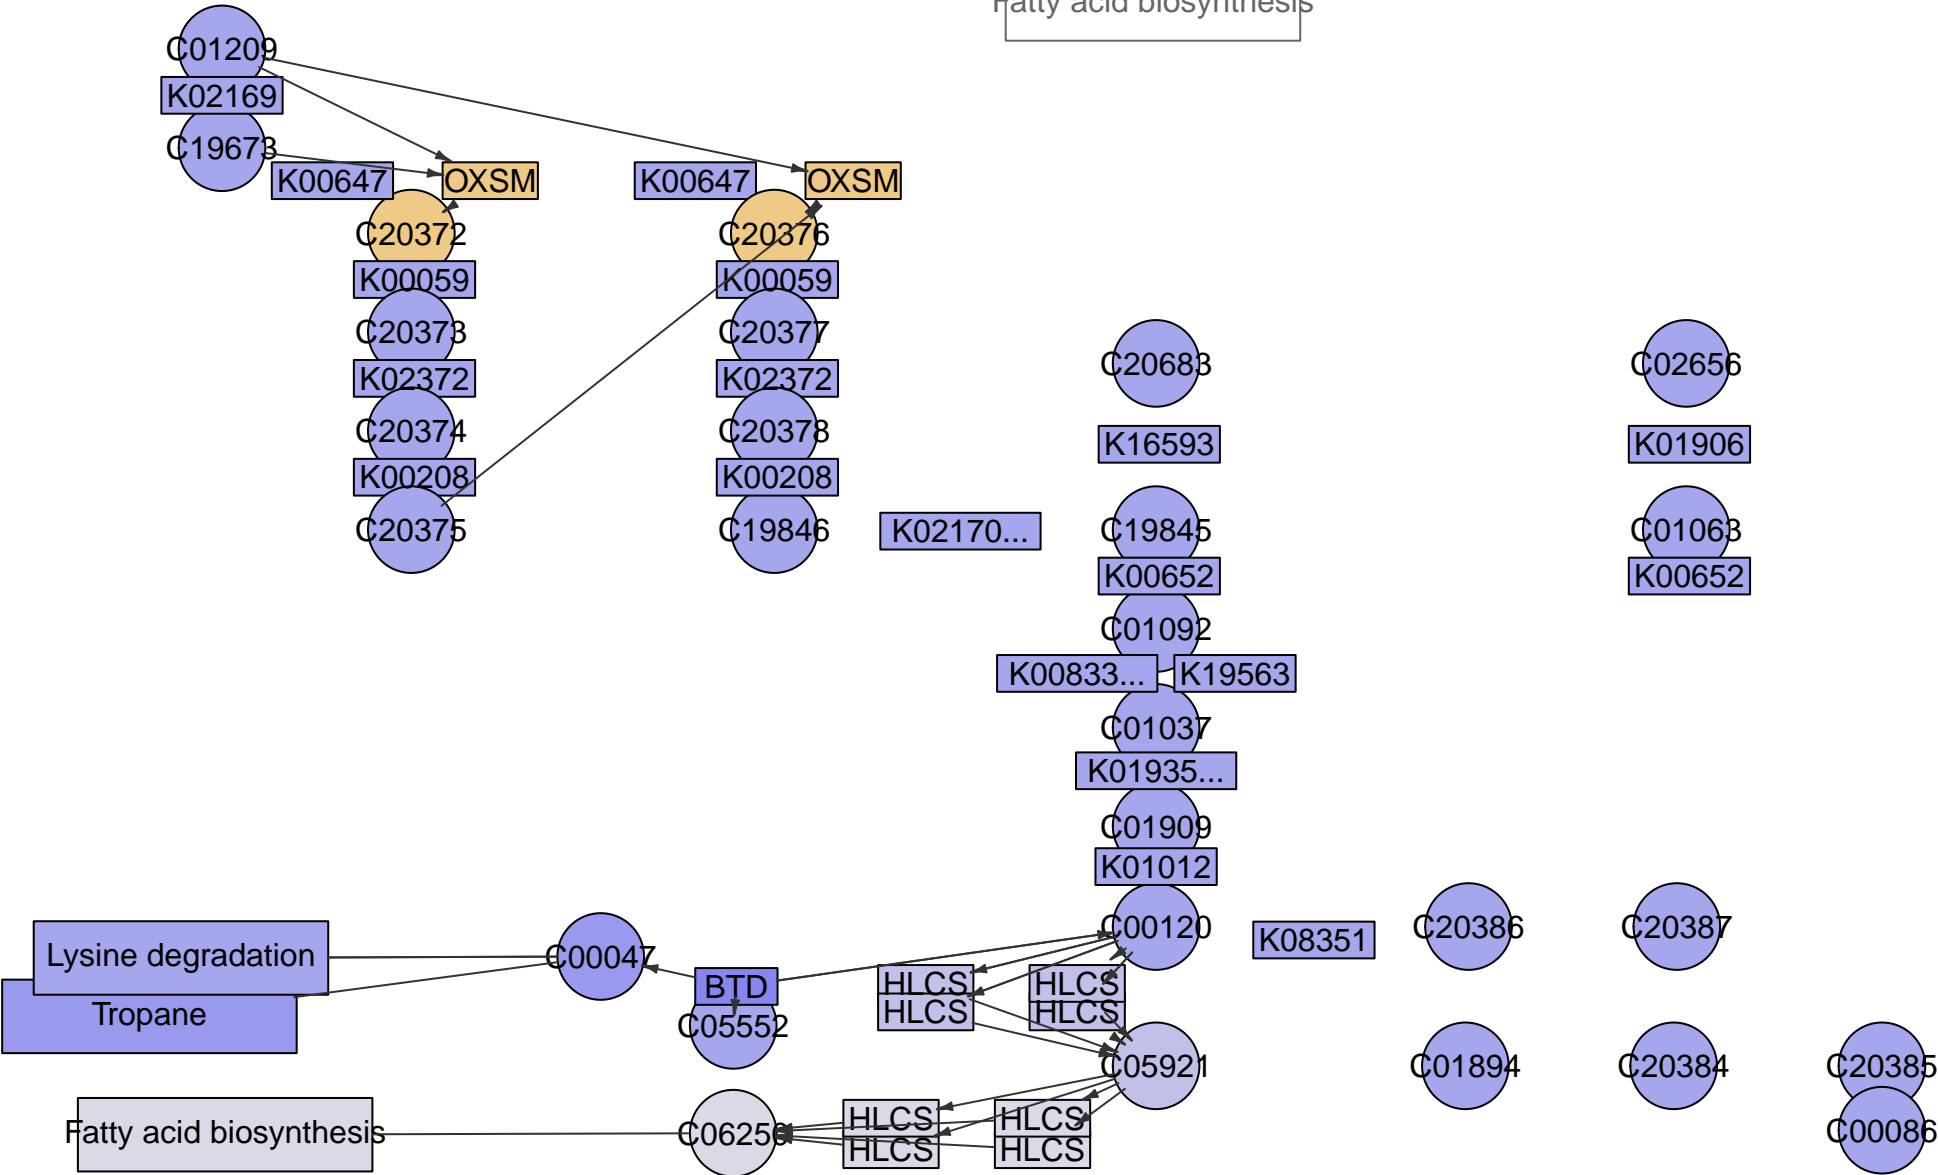 Fatty acid biosynthesis
C01209
K02169
C19673
K00647
OXSM
K00647
OXSM
C20372
C20376
K00059
K00059
C20373
C20377
C20683
C02656
K02372
K02372
C20374
C20378
K16593
K01906
K00208
K00208
C20375
C19846
K02170...
C19845
C01063
K00652
K00652
C01092
K00833...
K19563
C01037
K01935...
C01909
K01012
C00120
K08351
C20386
C20387
Lysine degradation
C00047
BTD
HLCS
HLCS
Tropane
C05552
HLCS
HLCS
C05921
C01894
C20384
C20385
Fatty acid biosynthesis
C06250
HLCS
HLCS
HLCS
HLCS
C00086